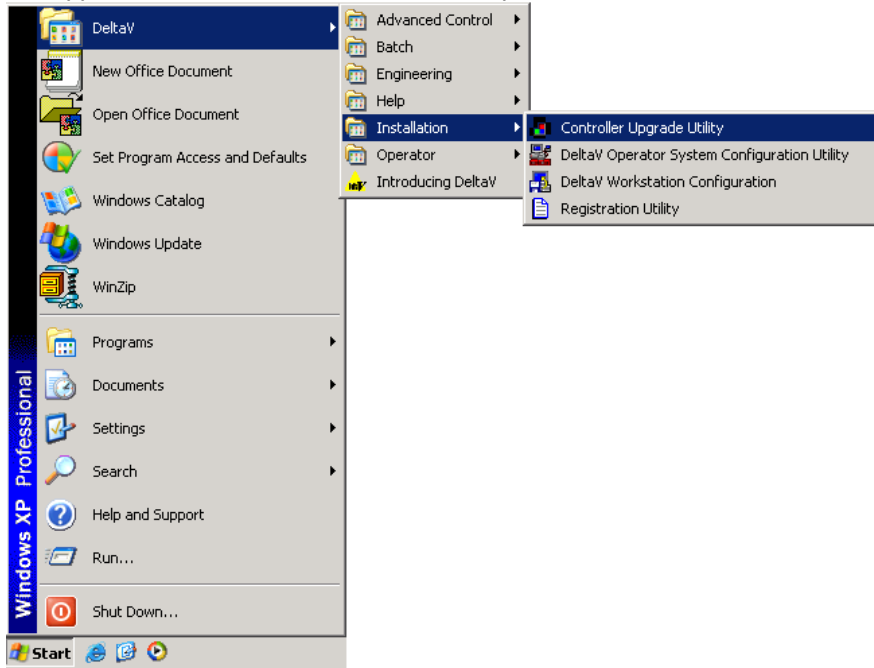 DeltaV
New Office Document
Open Office Document
Set Program Access and Defaults
Windows Catalog
Windows Update
WinZip
Programs
Documents
Settings
Search
Help and Support
Run...
Shut Down...
Windows XP Professional
Start
Advanced Control
Batch
Engineering
Help
Installation
Operator
Introducing DeltaV
Controller Upgrade Utility
DeltaV Operator System Configuration Utility
DeltaV Workstation Configuration
Registration Utility